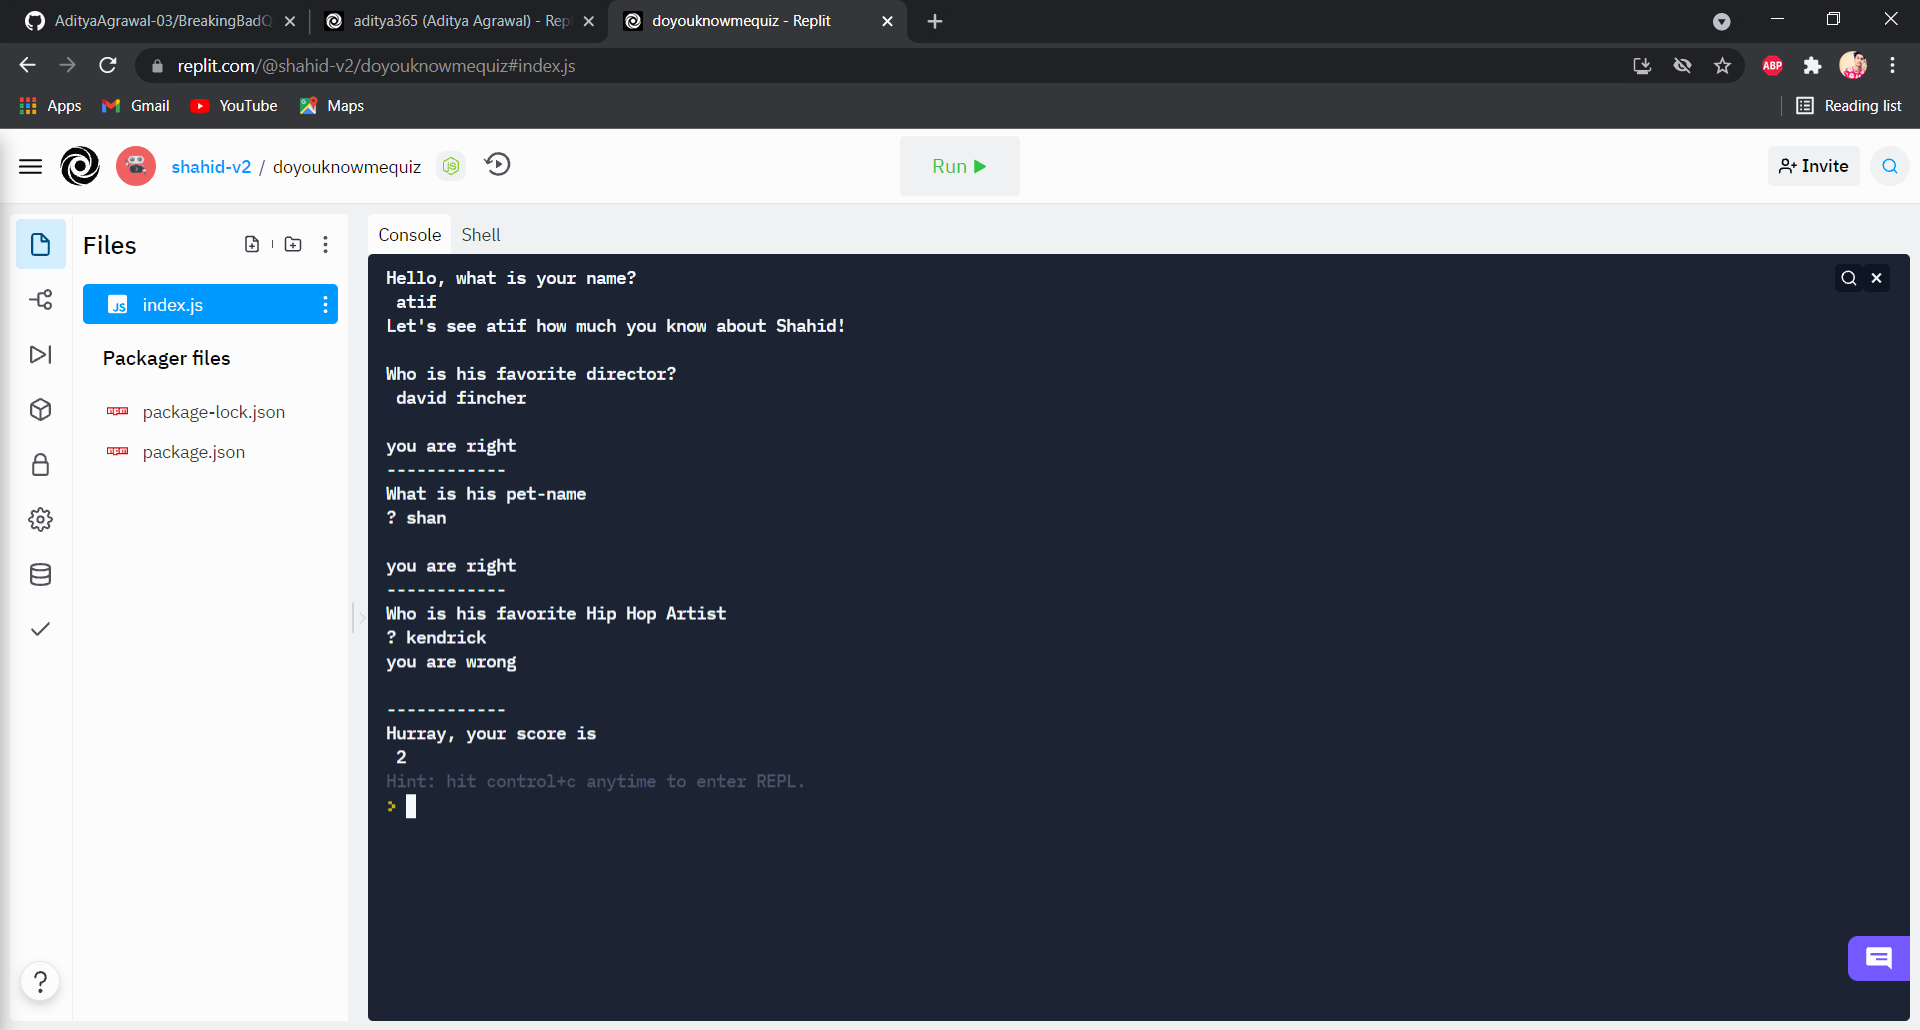 AdityaAgrawal-03/BreakingBadQ
aditya365 (Aditya Agrawal) - Repl
doyouknowmequiz - Replit
replit.com/@shahid-v2/doyouknowmequiz#index.js
ABP
Apps
Gmail
YouTube
Maps
Reading list
shahid-v2 / doyouknowmequiz
JS
Run
Invite
Files
JS index.js
Packager files
package-lock.json
package.json
?
Console
Shell
Hello, what is your name?
atif
Let's see atif how much you know about Shahid!
Who is his favorite director?
david fincher
you are right
------------
What is his pet-name
? shan
you are right
------------
Who is his favorite Hip Hop Artist
? kendrick
you are wrong
------------
Hurray, your score is
2
Hint: hit control+c anytime to enter REPL.
>